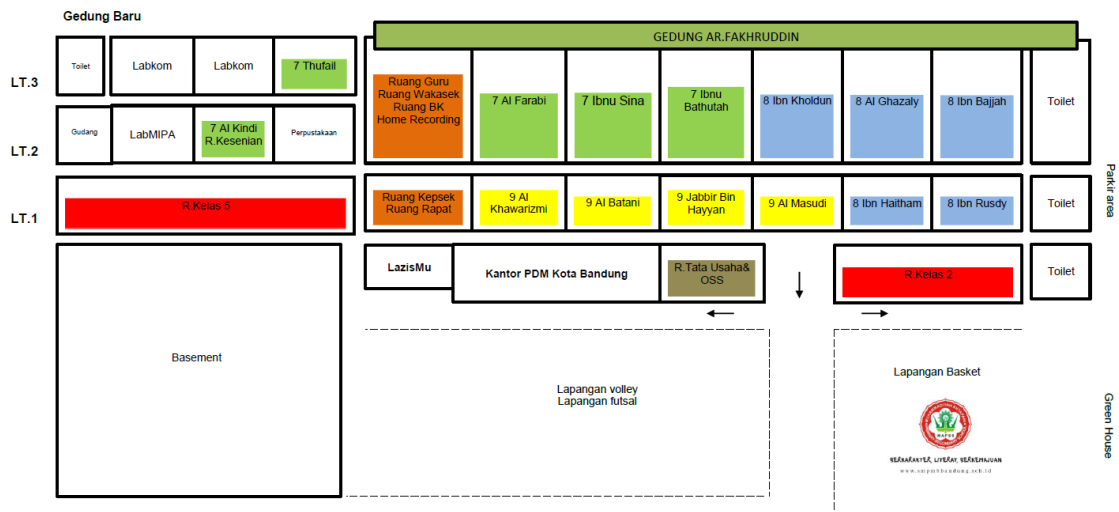 Gedung Baru
GEDUNG AR.FAKHRUDDIN
LT.3
Toilet
Labkom
Labkom
7 Thufail
Ruang Guru
Ruang Wakasek
Ruang BK
Home Recording
7 Al Farabi
7 Ibnu Sina
7 Ibnu
Bathutah
8 Ibn Kholdun
8 Al Ghazaly
8 Ibn Bajjah
Toilet
LT.2
Gudang
LabMIPA
7 Al Kindi
R.Kesenian
Perpustakaan
Parkir area
LT.1
R.Kelas 5
Ruang Kepsek
Ruang Rapat
9 Al
Khawarizmi
9 Al Batani
9 Jabbir Bin
Hayyan
9 Al Masudi
8 Ibn Haitham
8 Ibn Rusdy
Toilet
LazisMu
Kantor PDM Kota Bandung
R.Tata Usaha&
OSS
R.Kelas 2
Toilet
Basement
Lapangan volley
Lapangan futsal
Lapangan Basket
Green House
BERKARAKTER, LITERAT, BERKEMAJUAN